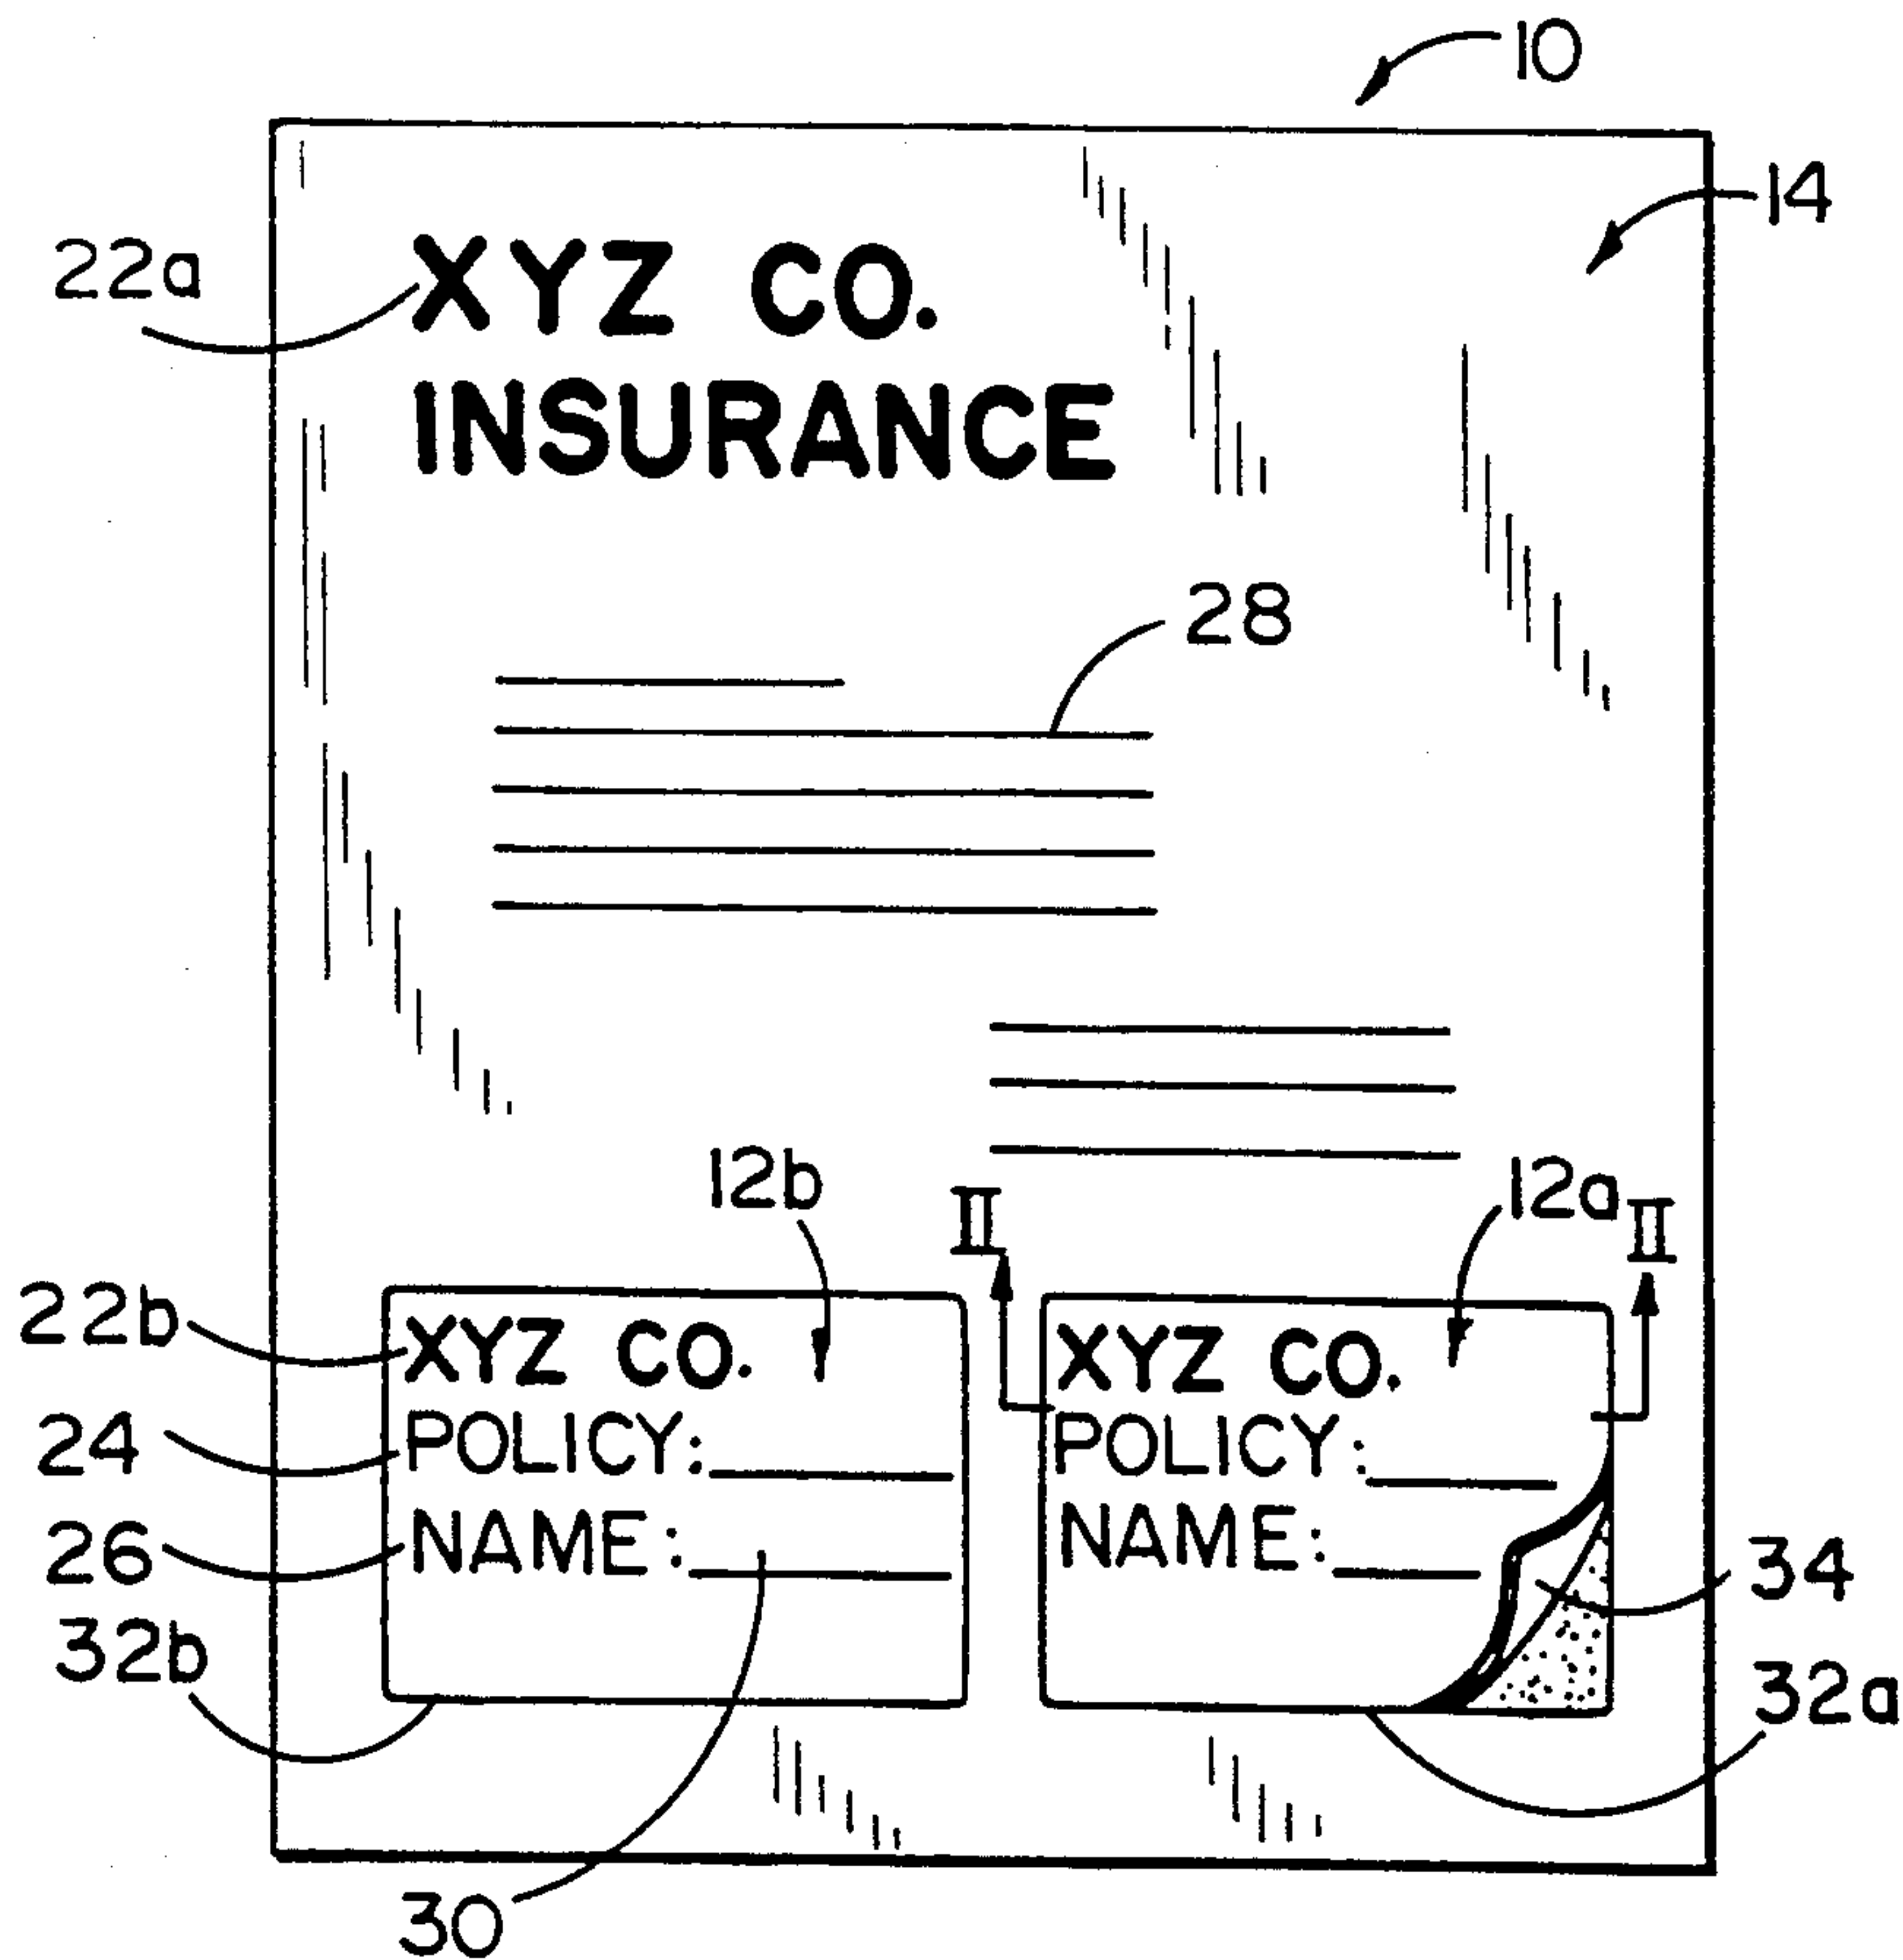 10
14
22a
XYZ CO.
INSURANCE
28
12b
II
12a
II
22b
XYZ CO.
XYZ CO.
24
POLICY:
POLICY:
26
NAME:
NAME:
34
32b
32a
30